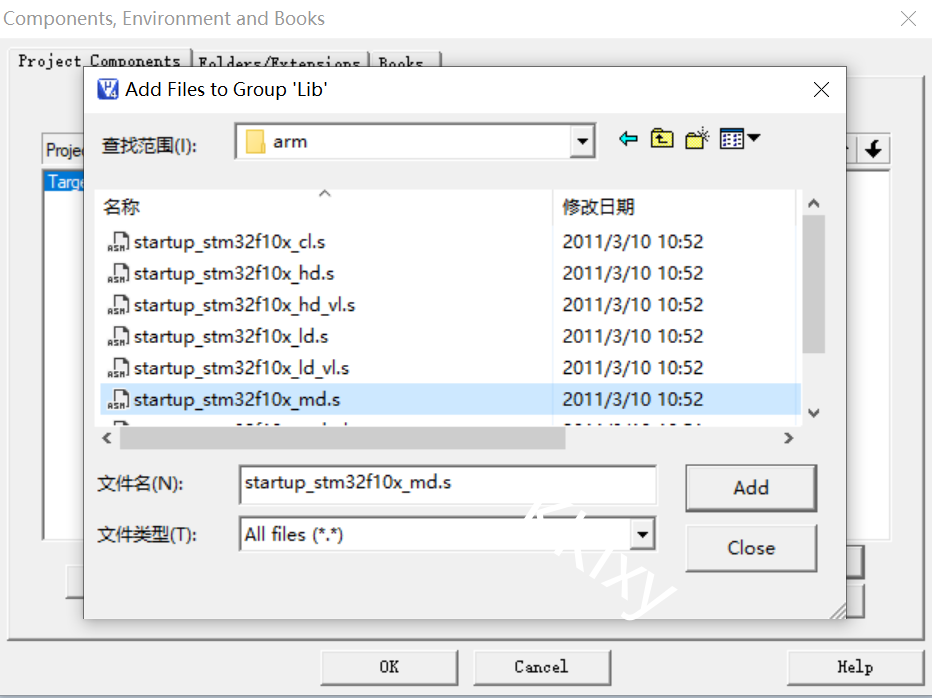 Components, Environment and Books
Project Components Folders/Extensions Books
Add Files to Group 'Lib'
查找范围(I): arm
Proje
Targe
名称 修改日期
startup_stm32f10x_cl.s 2011/3/10 10:52
startup_stm32f10x_hd.s 2011/3/10 10:52
startup_stm32f10x_hd_vl.s 2011/3/10 10:52
startup_stm32f10x_ld.s 2011/3/10 10:52
startup_stm32f10x_ld_vl.s 2011/3/10 10:52
startup_stm32f10x_md.s 2011/3/10 10:52
文件名(N): startup_stm32f10x_md.s Add
文件类型(T): All files (*.*)
Close
OK Cancel Help